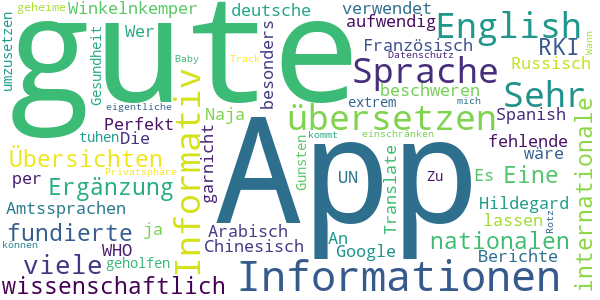 geheime Winkelnkemper deutsche verwendet English
umzusetzen gute Wer aufwendig RKI
Gesundheit Baby Track Datenschutz Wann
besonders Französisch Russisch
Sprache beschweren Sehr
eigentliche Informativ Naja übersetzen extrem Spanish
tuhen Perfekt Die garnicht App mich fehlende
Übersichten kommt einschränken wäre internationale
Privatsphäre UN Zu Es Eine
per Ergänzung Gunsten Translate Hildegard
Amtssprachen ja lassen Rotz
fundierte Arabisch An nationalen
viele WHO Chinesisch Google Berichte
können geholfen
wissenschaftlich Informationen